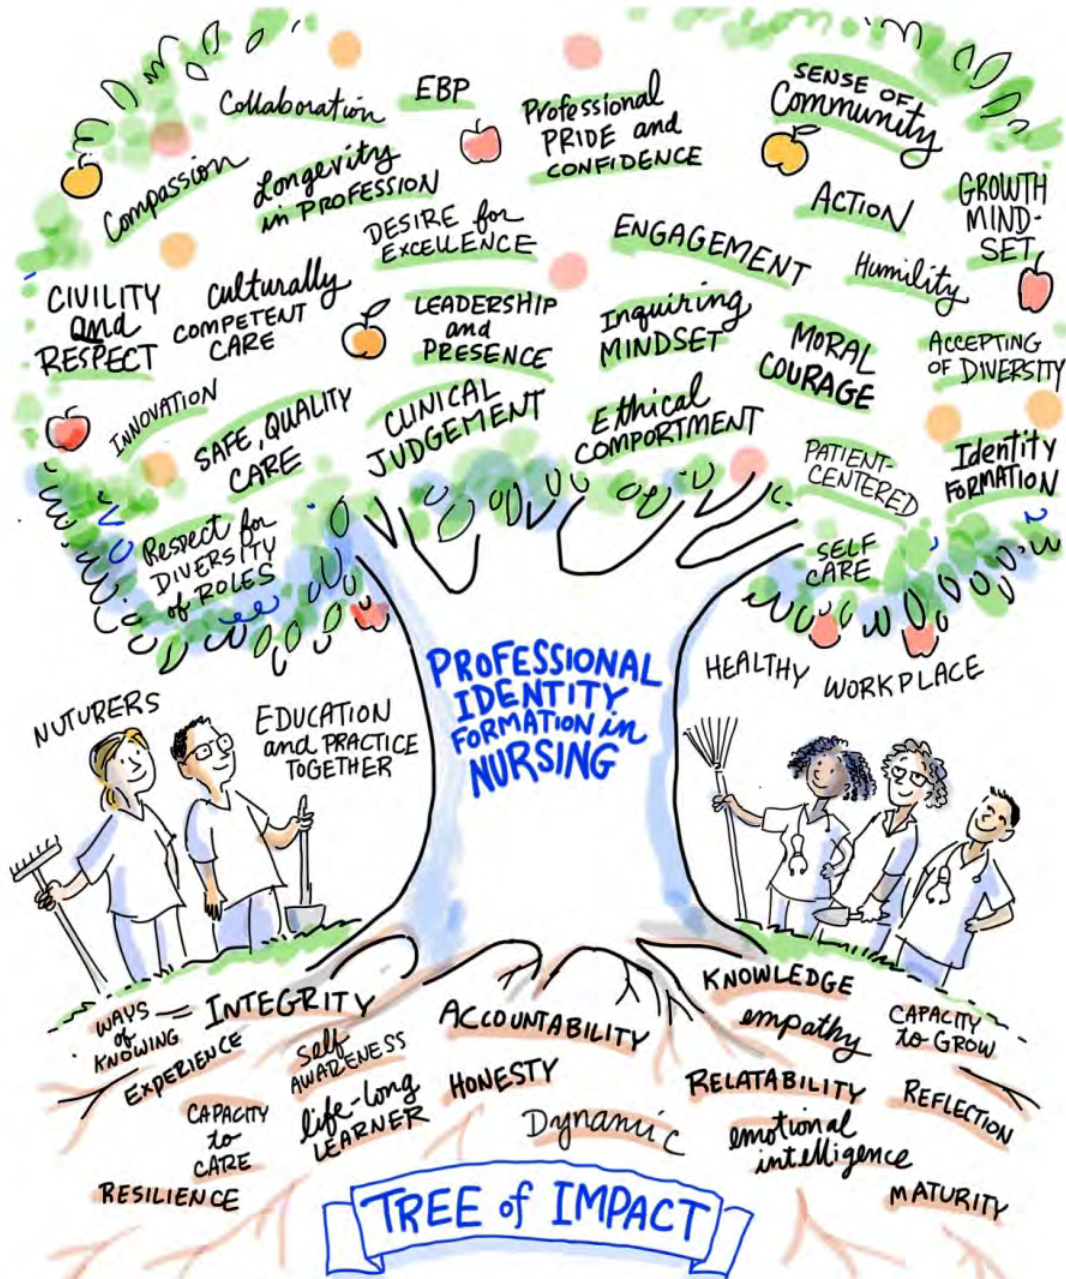 Collaboration
EBP
Professional
PRIDE and
CONFIDENCE
SENSE OF
Community
Compassion
Longevity
in PROFESSION
DESIRE for
EXCELLENCE
ENGAGEMENT
ACTION
GROWTH
MIND-
SET
Humility
CIVILITY
and
RESPECT
Culturally
COMPETENT
CARE
LEADERSHIP
and
PRESENCE
Inquiring
MINDSET
MORAL
COURAGE
ACCEPTING
OF DIVERSITY
INNOVATION
SAFE, QUALITY
CARE
CLINICAL
JUDGEMENT
Ethical
COMPORTMENT
PATIENT-
CENTERED
Identity
FORMATION
Respect for
DIVERSITY
of ROLES
SELF
CARE
PROFESSIONAL
IDENTITY
FORMATION in
NURSING
HEALTHY WORKPLACE
NUTURERS
EDUCATION
and PRACTICE
TOGETHER
WAYS
of
KNOWING
INTEGRITY
ACCOUNTABILITY
KNOWLEDGE
empathy
CAPACITY
to GROW
EXPERIENCE
Self
AWARENESS
HONESTY
RELATABILITY
REFLECTION
CAPACITY
to
CARE
life-long
LEARNER
Dynamic
emotional
intelligence
RESILIENCE
MATURITY
TREE of IMPACT